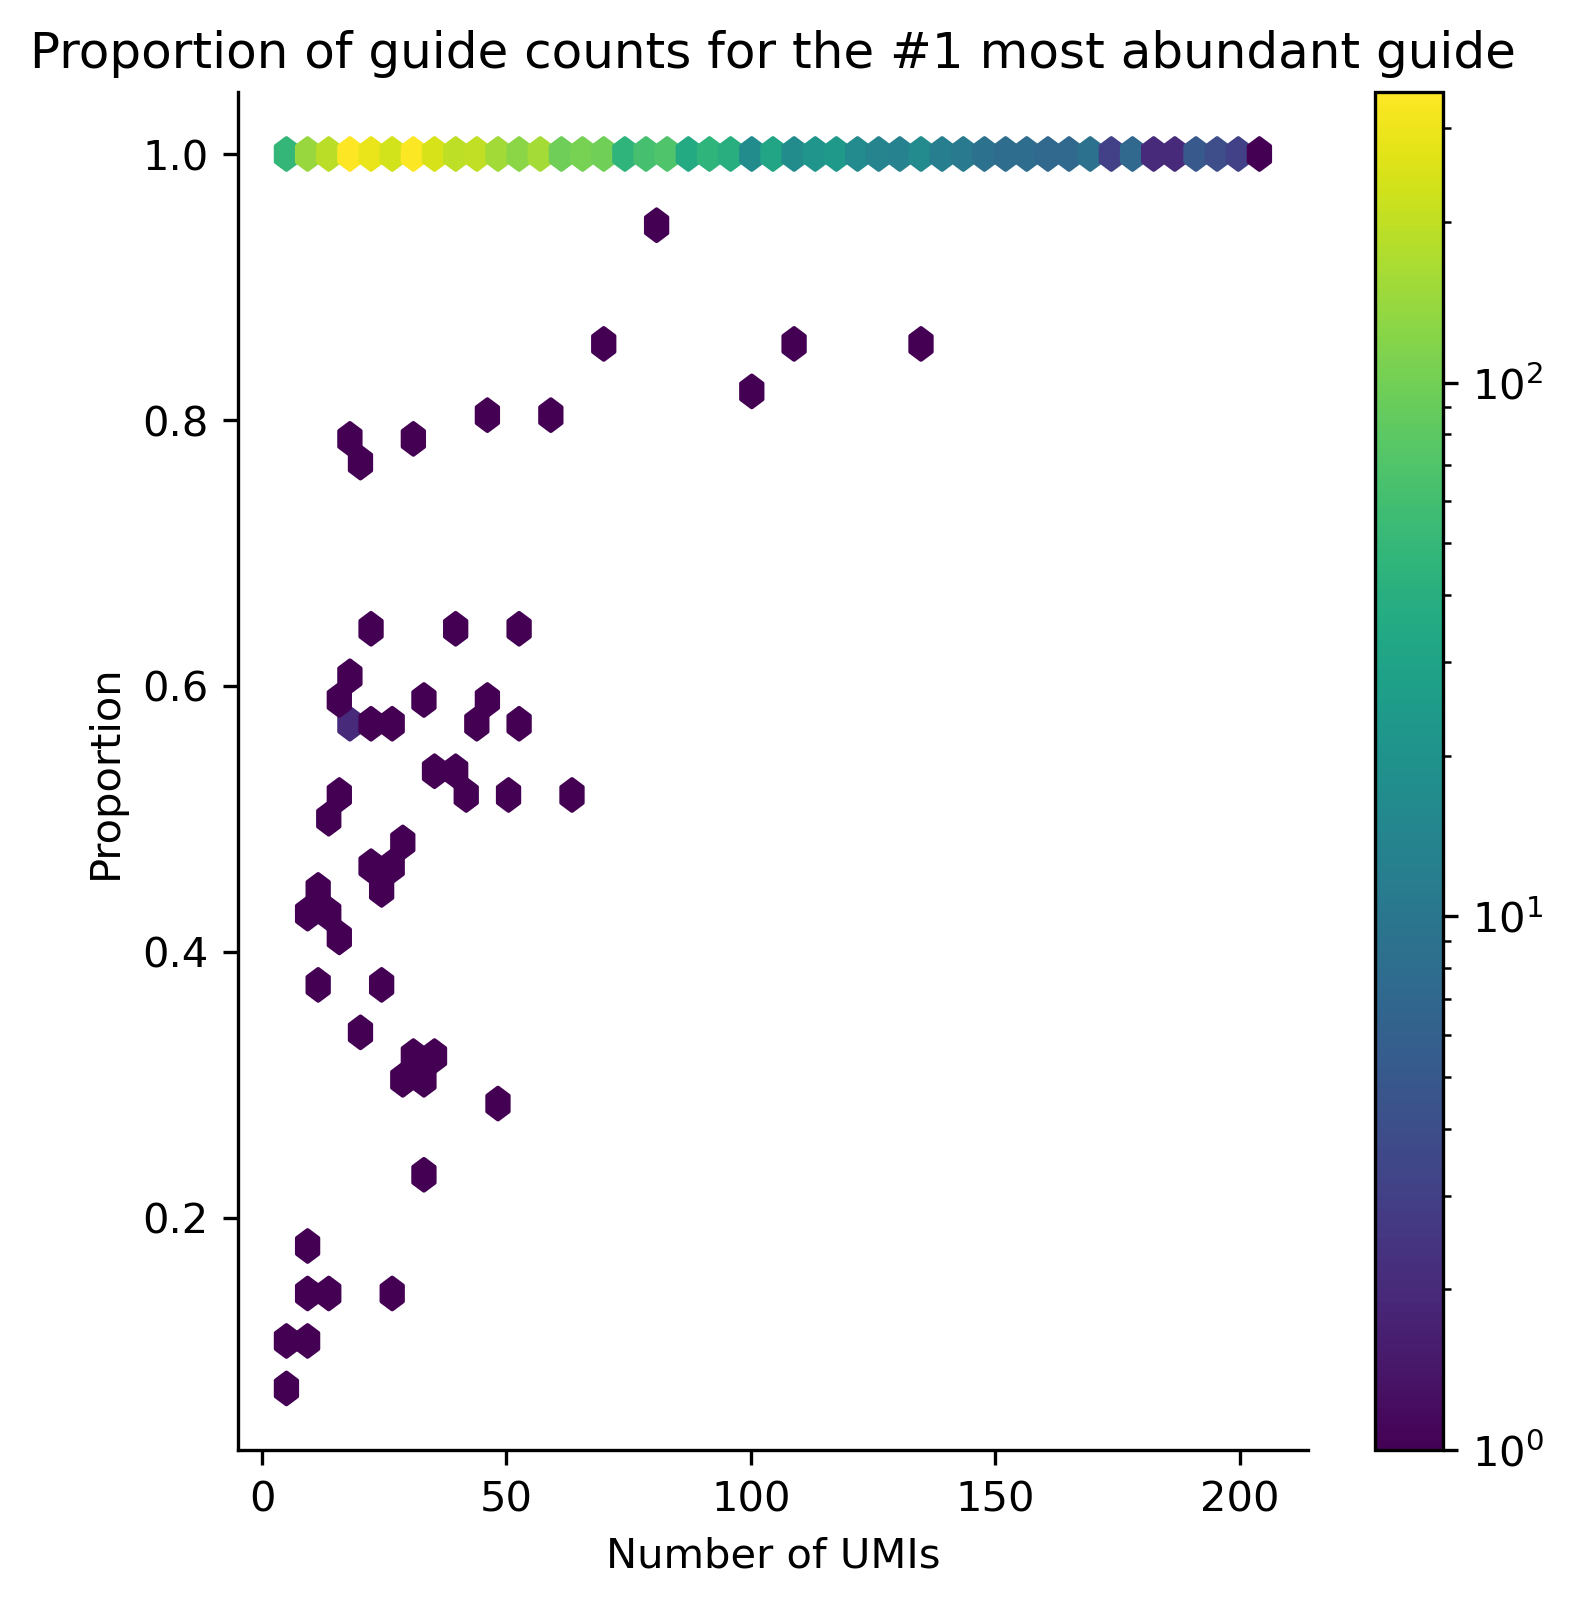 Proportion of guide counts for the #1 most abundant guide
1.0
0.8
0.6
0.4
0.2
Proportion
0 50 100 150 200
Number of UMIs
10²
10¹
10⁰